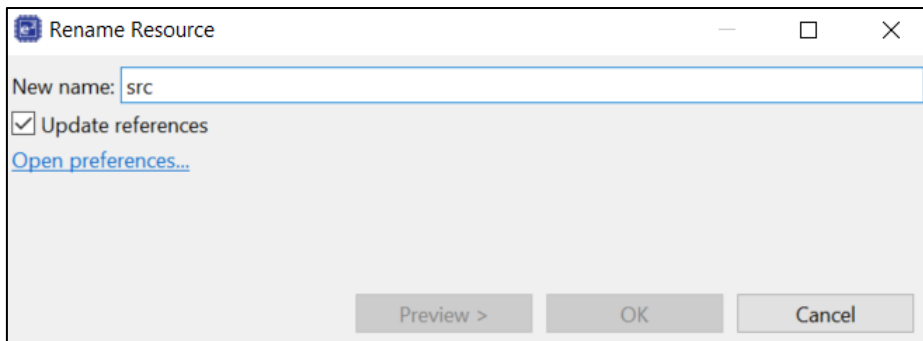 Rename Resource
New name: src
Update references
Open preferences...
Preview > OK Cancel